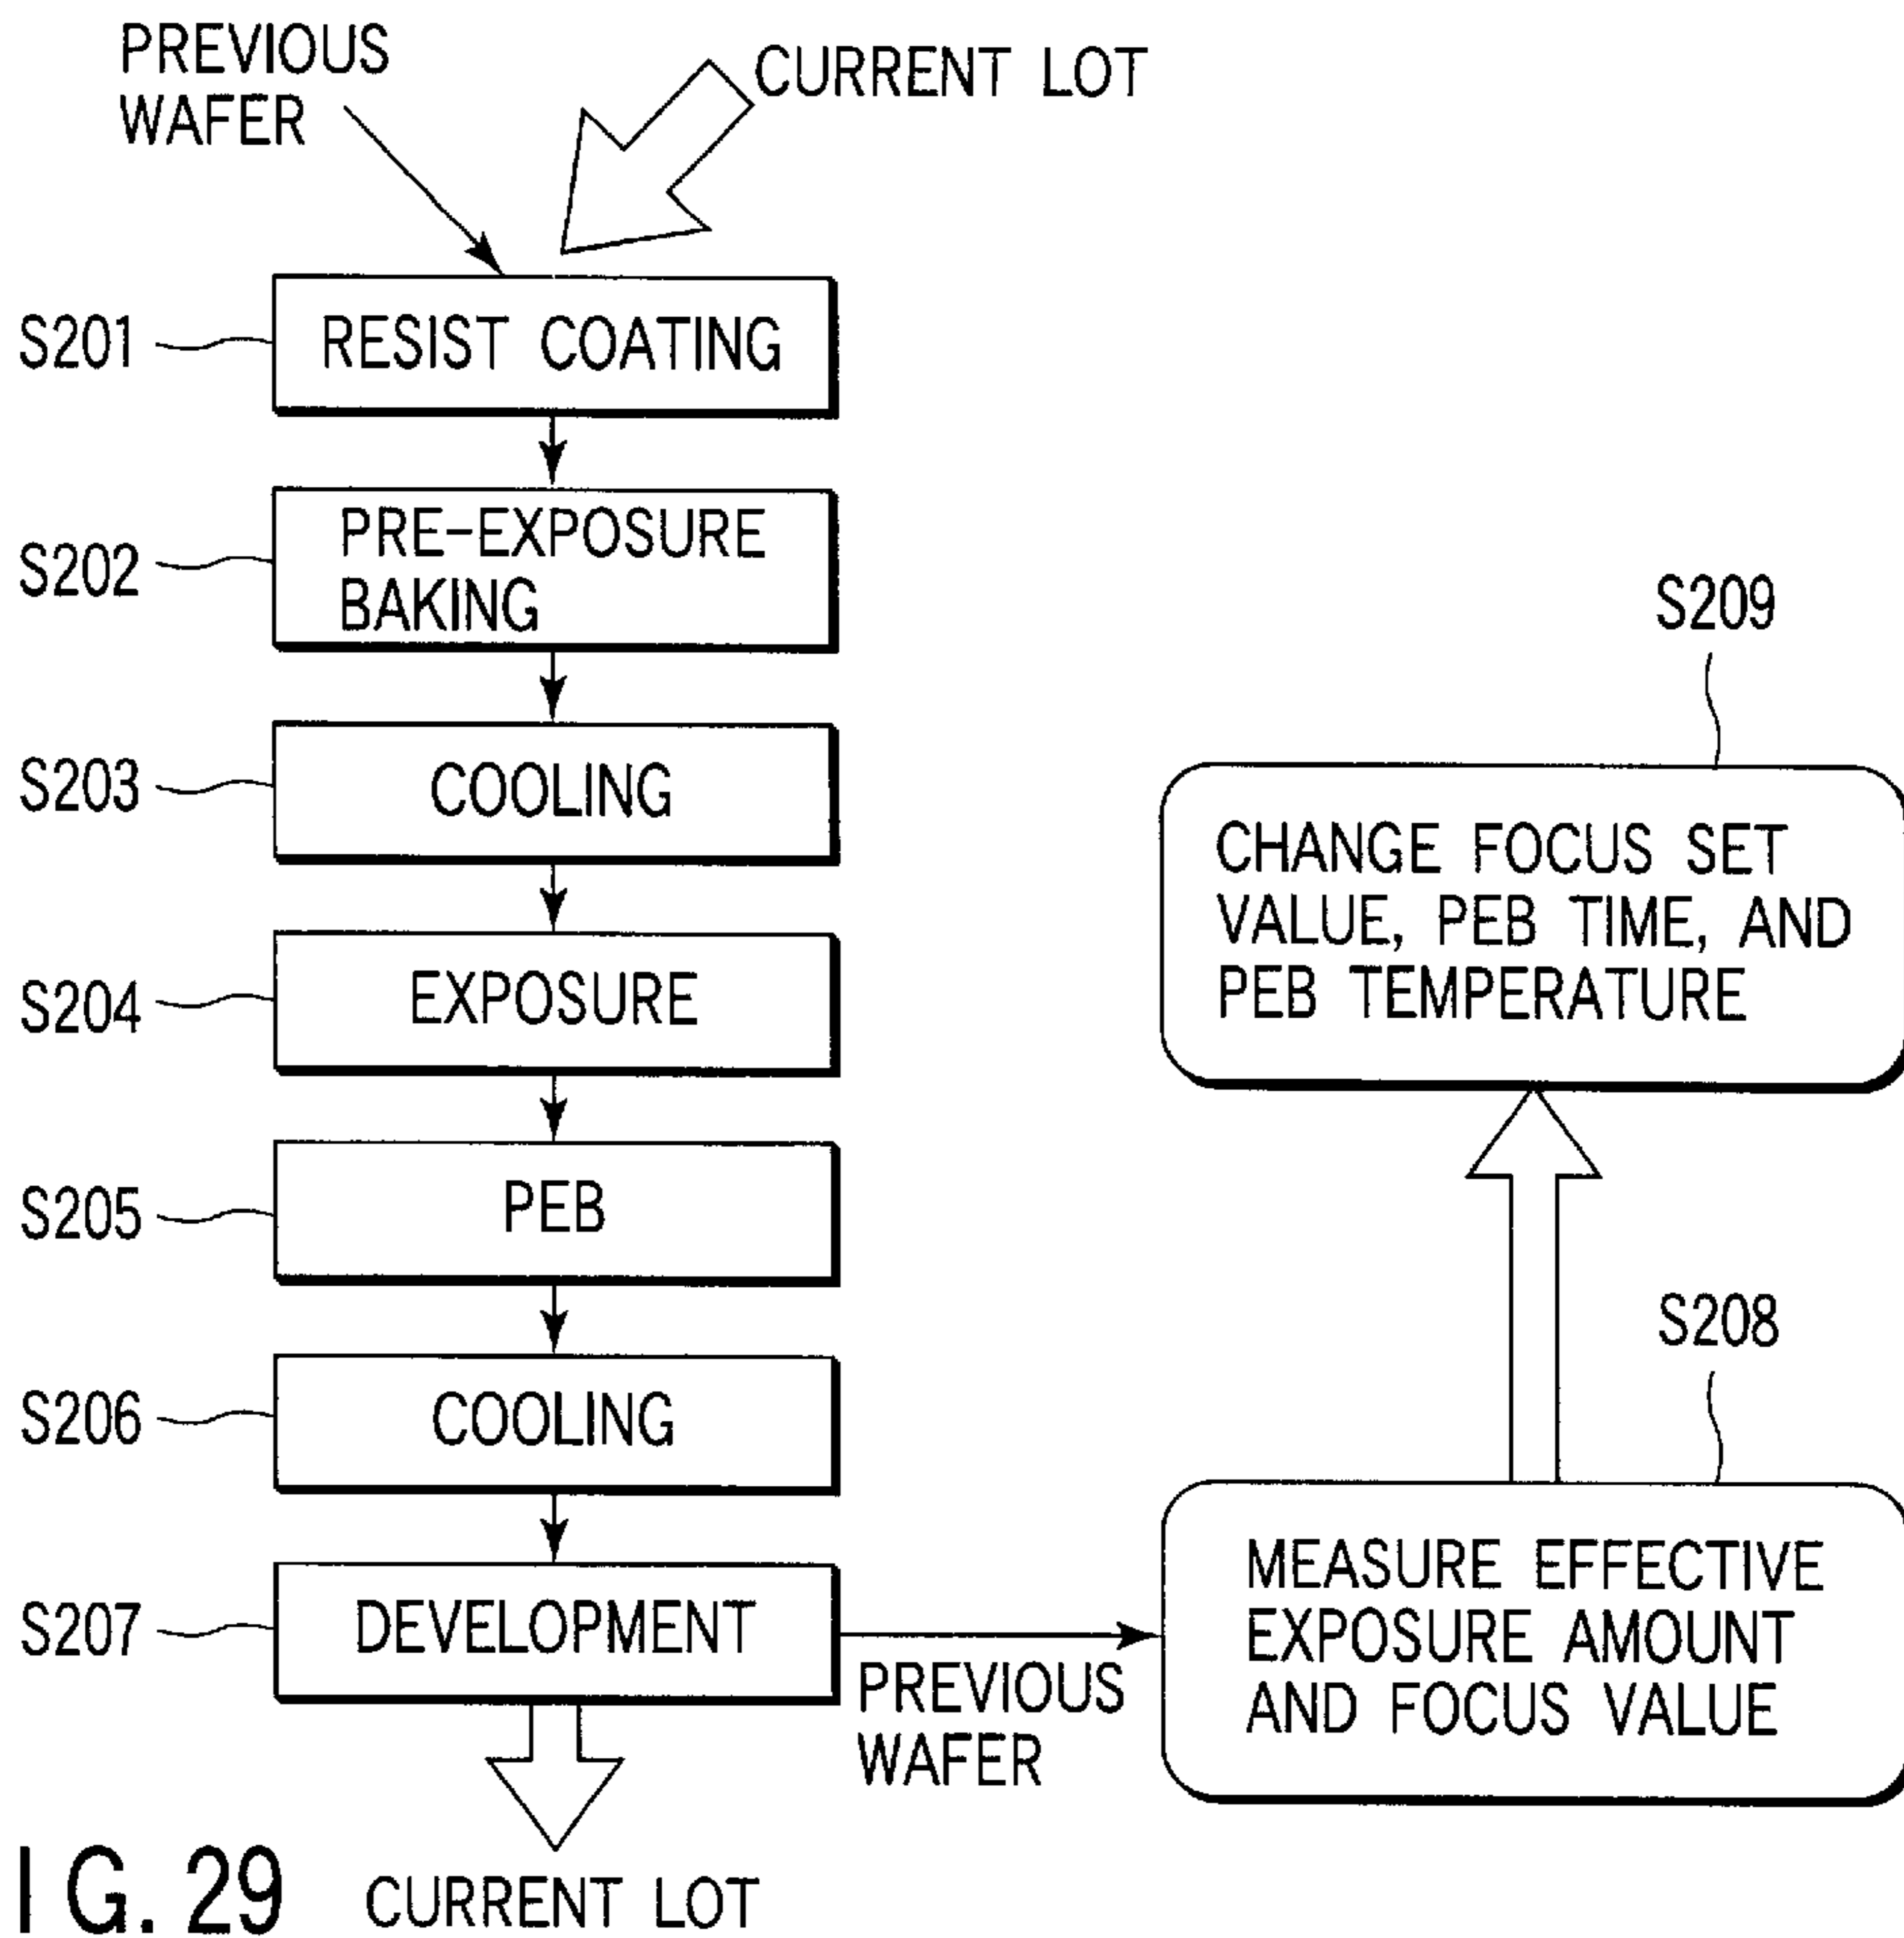 PREVIOUS
WAFER
CURRENT LOT
S201
RESIST COATING
S202
PRE-EXPOSURE
BAKING
S203
COOLING
S204
EXPOSURE
S205
PEB
S206
COOLING
S207
DEVELOPMENT
PREVIOUS
WAFER
S209
CHANGE FOCUS SET
VALUE, PEB TIME, AND
PEB TEMPERATURE
S208
MEASURE EFFECTIVE
EXPOSURE AMOUNT
AND FOCUS VALUE
IG. 29
CURRENT LOT